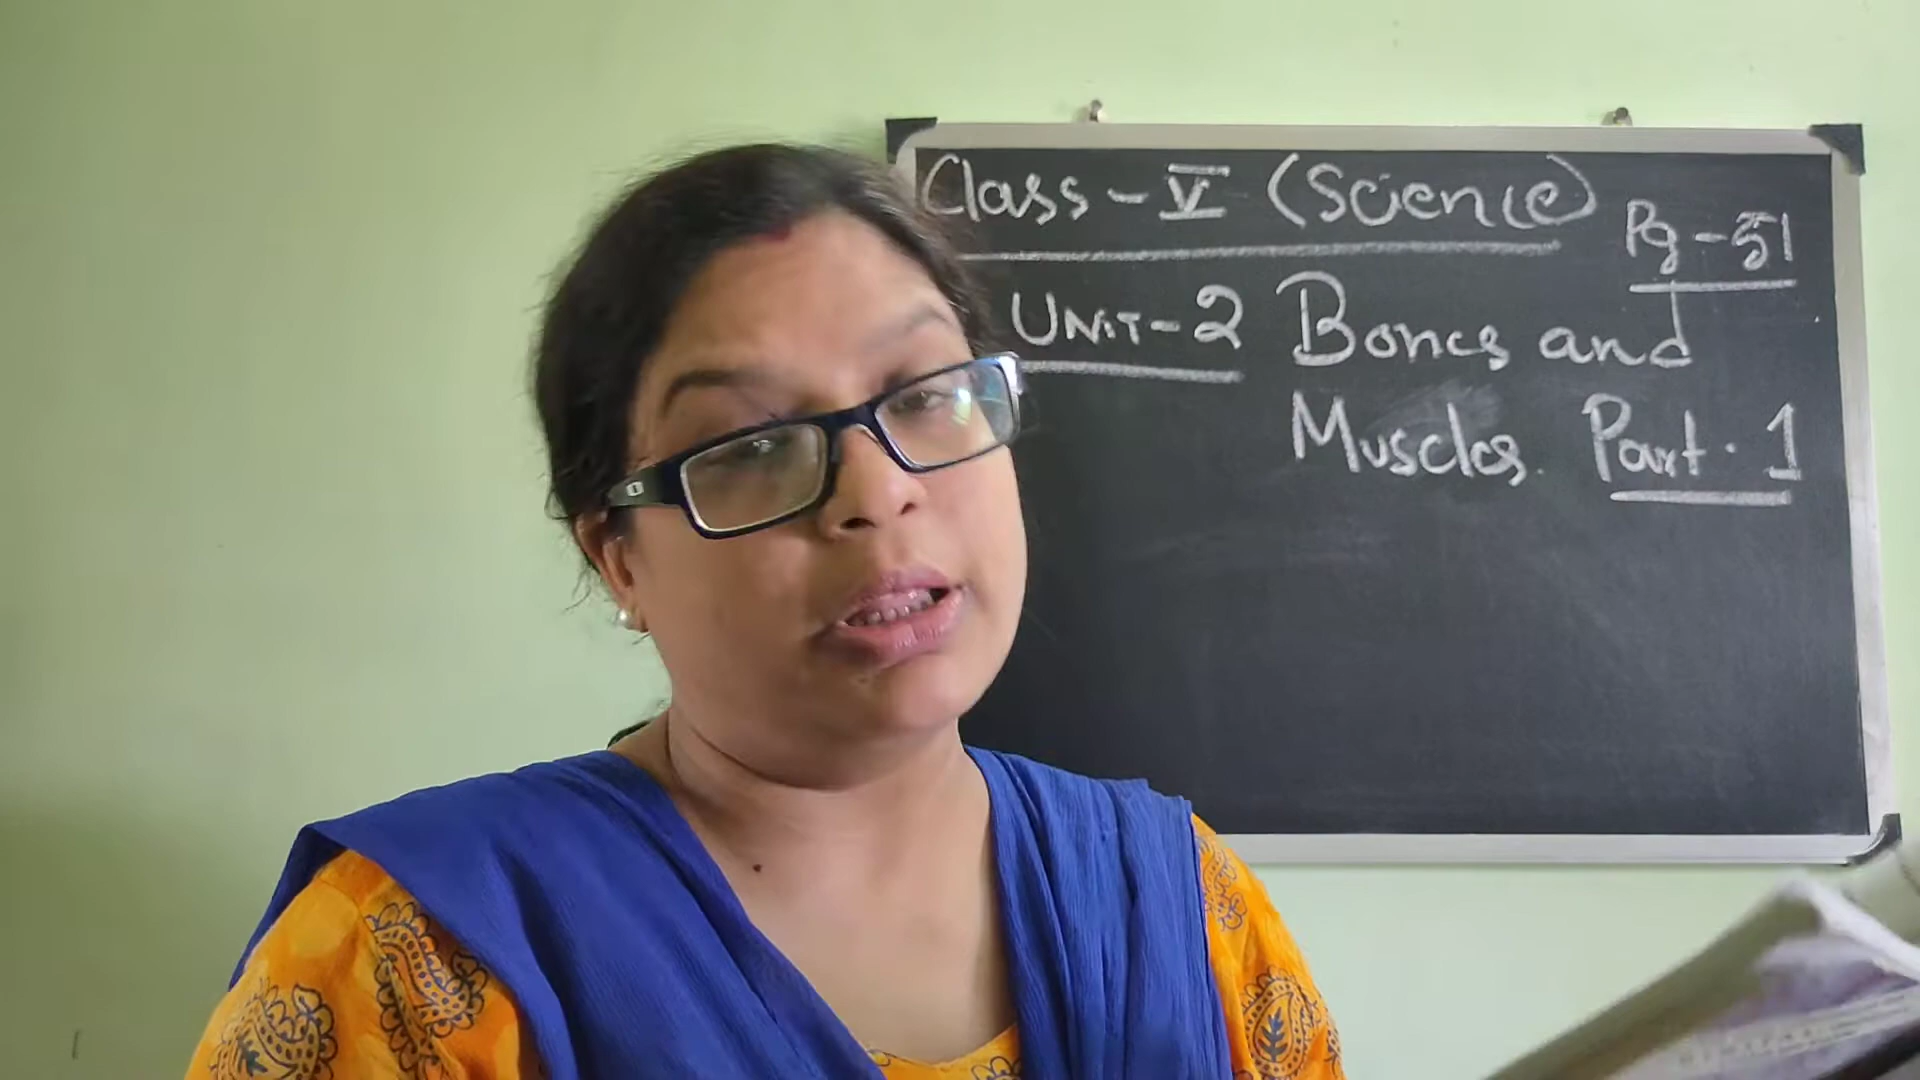 Class - V (Science)
Pg - 51
Unit - 2 Bones and
Muscles. Part. 1